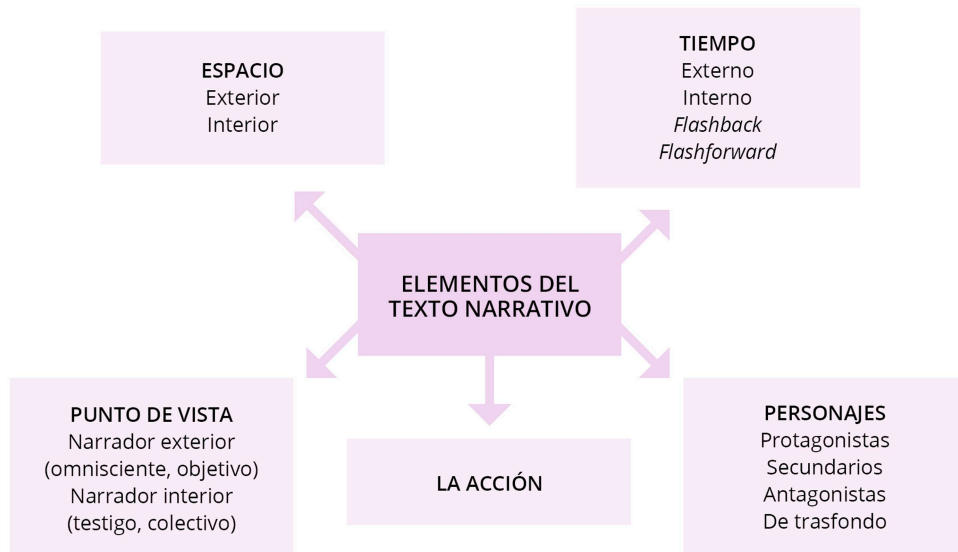 ESPACIO
Exterior
Interior
TIEMPO
Externo
Interno
Flashback
Flashforward
ELEMENTOS DEL
TEXTO NARRATIVO
PUNTO DE VISTA
Narrador exterior
(omnisciente, objetivo)
Narrador interior
(testigo, colectivo)
LA ACCIÓN
PERSONAJES
Protagonistas
Secundarios
Antagonistas
De trasfondo